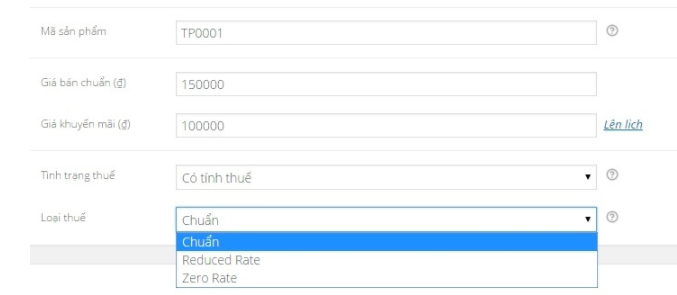 Mã sản phẩm
TP0001
Giá bán chuẩn (₫)
150000
Giá khuyến mãi (₫)
100000
Lên lịch
Tình trạng thuế
Có tính thuế
Loại thuế
Chuẩn
Chuẩn
Reduced Rate
Zero Rate